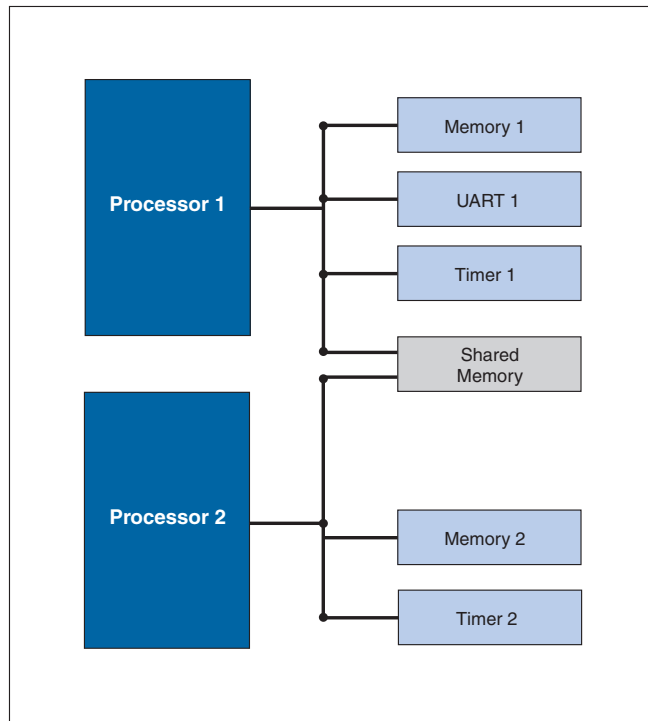 Processor 1
Memory 1
UART 1
Timer 1
Shared
Memory
Processor 2
Memory 2
Timer 2